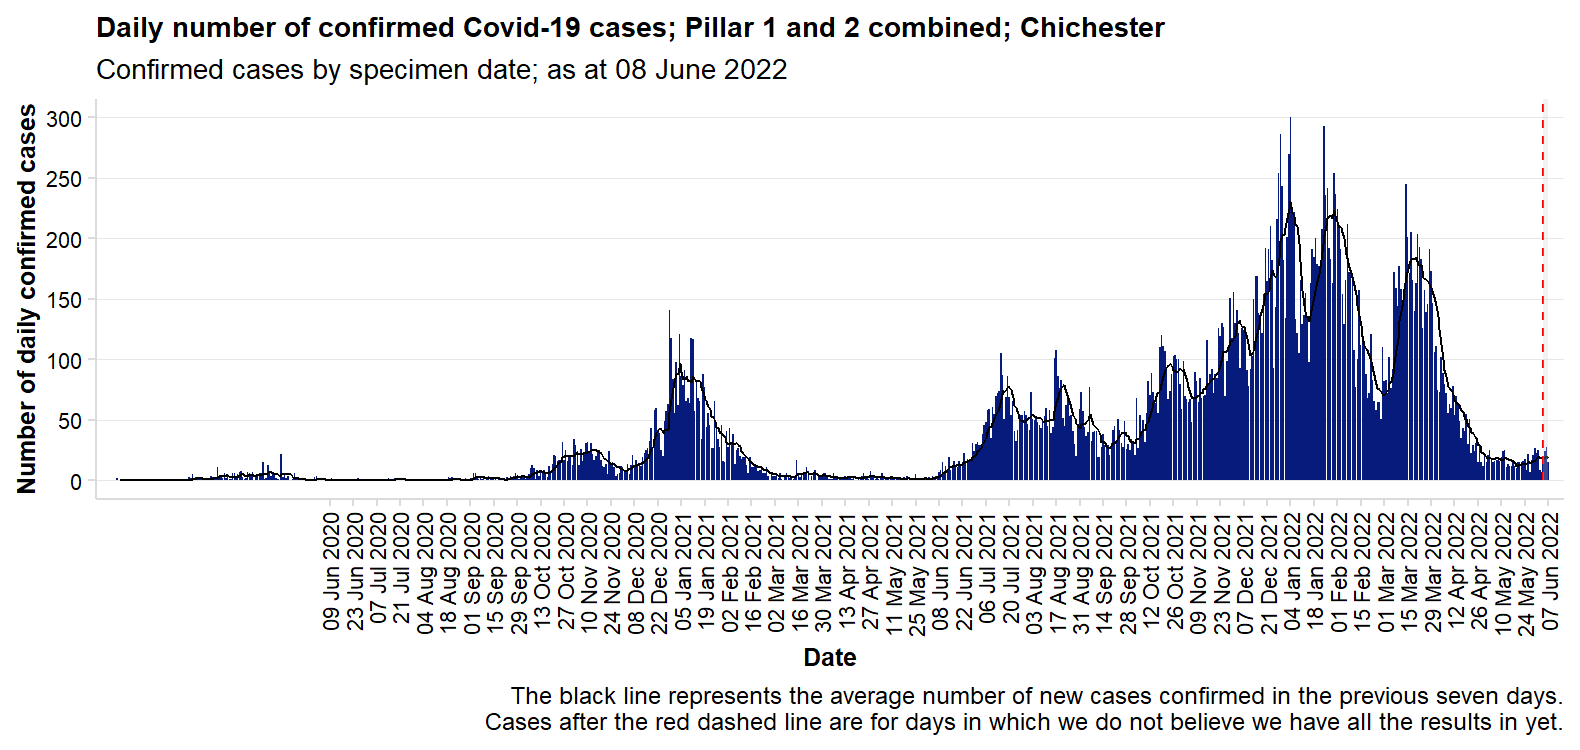 Daily number of confirmed Covid-19 cases; Pillar 1 and 2 combined; Chichester
Confirmed cases by specimen date; as at 08 June 2022
Number of daily confirmed cases
300
250
200
150
100
50
0
09 Jun 2020
23 Jun 2020
07 Jul 2020
21 Jul 2020
04 Aug 2020
18 Aug 2020
01 Sep 2020
15 Sep 2020
29 Sep 2020
13 Oct 2020
27 Oct 2020
10 Nov 2020
24 Nov 2020
08 Dec 2020
22 Dec 2020
05 Jan 2021
19 Jan 2021
02 Feb 2021
16 Feb 2021
02 Mar 2021
16 Mar 2021
30 Mar 2021
13 Apr 2021
27 Apr 2021
11 May 2021
25 May 2021
08 Jun 2021
22 Jun 2021
06 Jul 2021
20 Jul 2021
03 Aug 2021
17 Aug 2021
31 Aug 2021
14 Sep 2021
28 Sep 2021
12 Oct 2021
26 Oct 2021
09 Nov 2021
23 Nov 2021
07 Dec 2021
21 Dec 2021
04 Jan 2022
18 Jan 2022
01 Feb 2022
15 Feb 2022
01 Mar 2022
15 Mar 2022
29 Mar 2022
12 Apr 2022
26 Apr 2022
10 May 2022
24 May 2022
07 Jun 2022
Date
The black line represents the average number of new cases confirmed in the previous seven days.
Cases after the red dashed line are for days in which we do not believe we have all the results in yet.